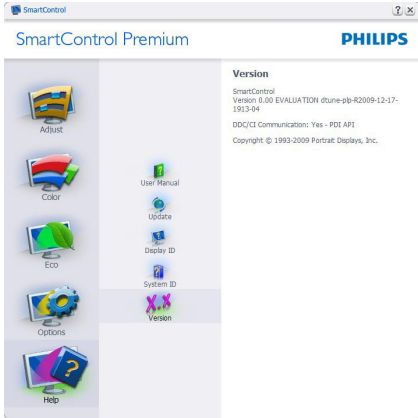 SmartControl
SmartControl Premium
PHILIPS
Adjust
Color
Eco
Options
Help
User Manual
Update
Display ID
System ID
X.X
Version
Version
SmartControl
Version 0.00 EVALUATION dtune-plp-R2009-12-17-
1913-04
DDC/CI Communication: Yes - PDI API
Copyright © 1993-2009 Portrait Displays, Inc.